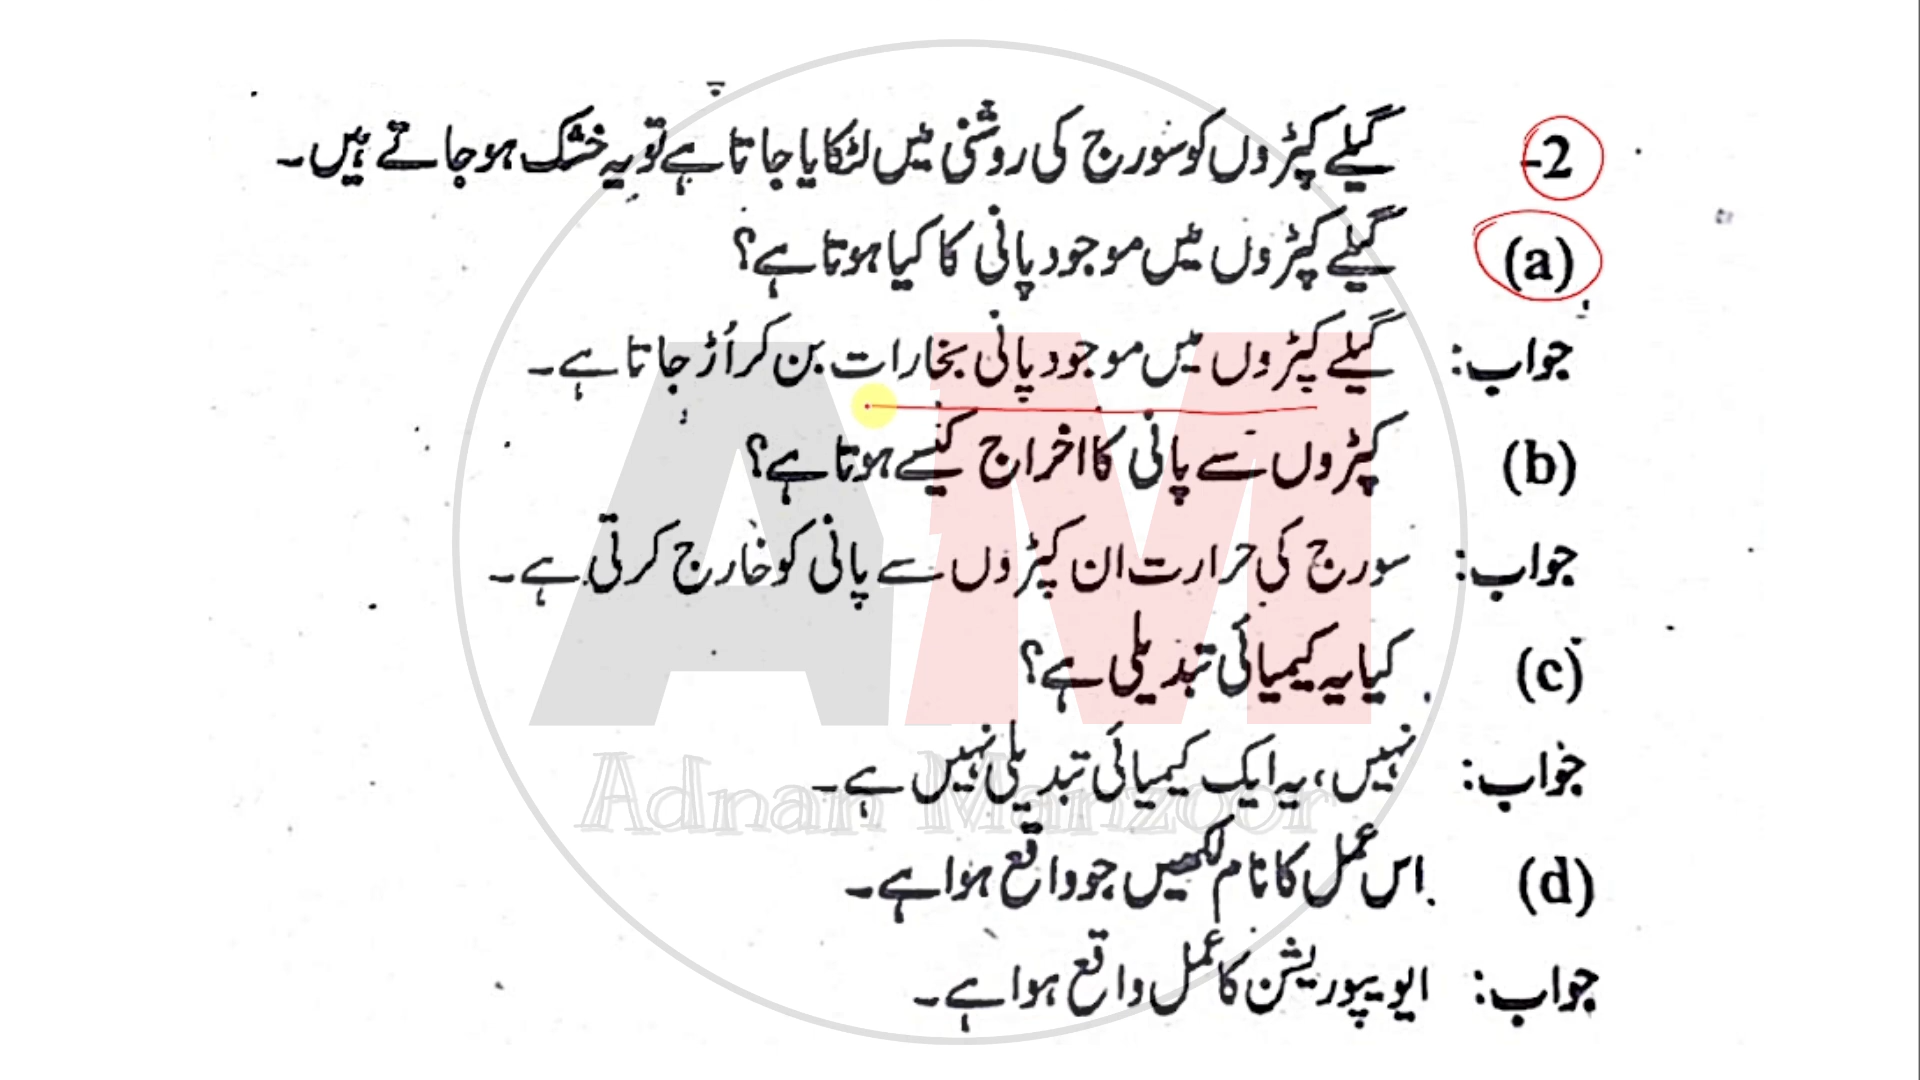 2- گیلے کپڑوں کو سورج کی روشنی میں لٹکایا جاتا ہے تو یہ خشک ہو جاتے ہیں۔
(a) گیلے کپڑوں میں موجود پانی کا کیا ہوتا ہے؟
جواب: گیلے کپڑوں میں موجود پانی بخارات بن کر اُڑ جاتا ہے۔
(b) کپڑوں سے پانی کا اخراج کیسے ہوتا ہے؟
جواب: سورج کی حرارت ان کپڑوں سے پانی کو خارج کرتی ہے۔
(c) کیا یہ کیمیائی تبدیلی ہے؟
جواب: نہیں، یہ ایک کیمیائی تبدیلی نہیں ہے۔
(d) اس عمل کا نام لکھیں جو واقع ہوا ہے۔
جواب: ایویپوریشن کا عمل واقع ہوا ہے۔
AM
Adnan Manzoor